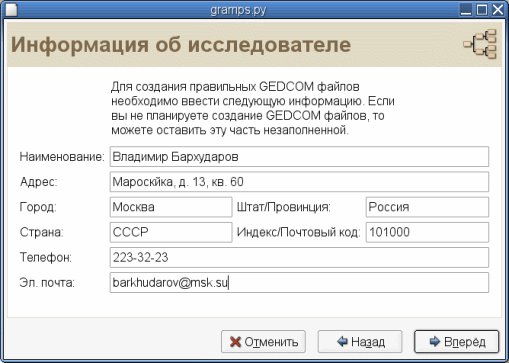 gramps.py
Информация об исследователе
Для создания правильных GEDCOM файлов
необходимо ввести следующую информацию. Если
вы не планируете создание GEDCOM файлов, то
можете оставить эту часть незаполненной.
Наименование: Владимир Бархударов
Адрес: Мароскйка, д. 13, кв. 60
Город: Москва Штат/Провинция: Россия
Страна: СССР Индекс/Почтовый код: 101000
Телефон: 223-32-23
Эл. почта: barkhudarov@msk.su
Отменить Назад Вперёд